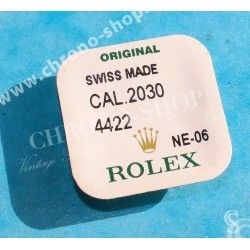 ORIGINAL
SWISS MADE
CAL.2030
4422
NE-06
ROLEX